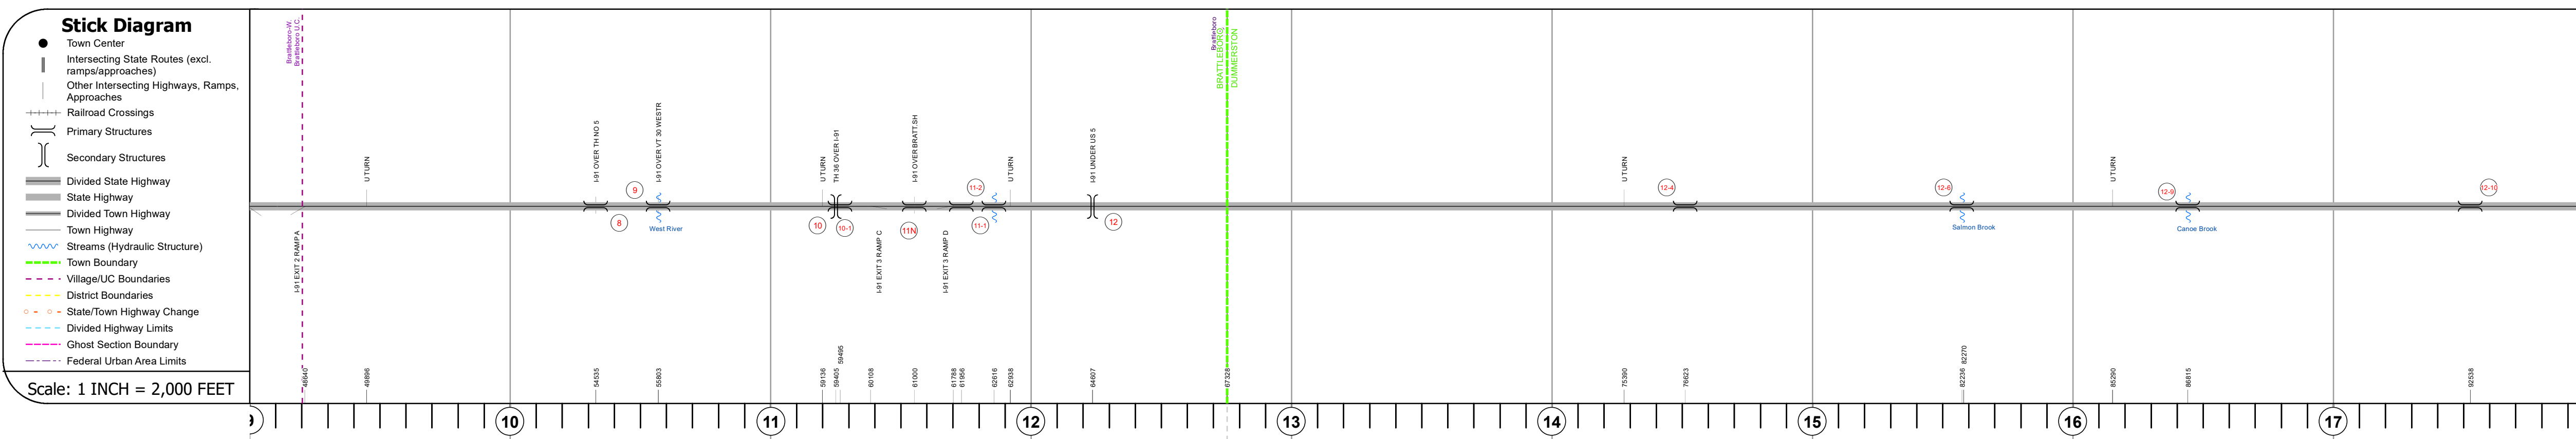 Stick Diagram
Town Center
Intersecting State Routes (excl.
ramps/approaches)
Other Intersecting Highways, Ramps,
Approaches
Railroad Crossings
Primary Structures
Secondary Structures
Divided State Highway
State Highway
Divided Town Highway
Town Highway
Streams (Hydraulic Structure)
Town Boundary
Village/UC Boundaries
District Boundaries
State/Town Highway Change
Divided Highway Limits
Ghost Section Boundary
Federal Urban Area Limits
Scale: 1 INCH = 2,000 FEET
Brattleboro-W.
Brattleboro U.C.
Brattleboro
BRATTLEBORO
DUMMERSTON
U TURN
I-91 OVER TH NO 5
I-91 OVER VT 30 WESTR
U TURN
TH 36 OVER I-91
I-91 OVER BRATT.SH
U TURN
I-91 UNDER US 5
U TURN
U TURN
8
9
10
10-1
11N
11-2
11-1
12
12-4
12-6
12-9
12-10
West River
Salmon Brook
Canoe Brook
I-91 EXIT 2 RAMP A
I-91 EXIT 3 RAMP C
I-91 EXIT 3 RAMP D
48640
49896
54535
55803
59136
59405
59495
60108
61000
61788
61956
62616
62938
64607
67328
75390
76623
82236
82270
85290
86815
92538
9
10
11
12
13
14
15
16
17